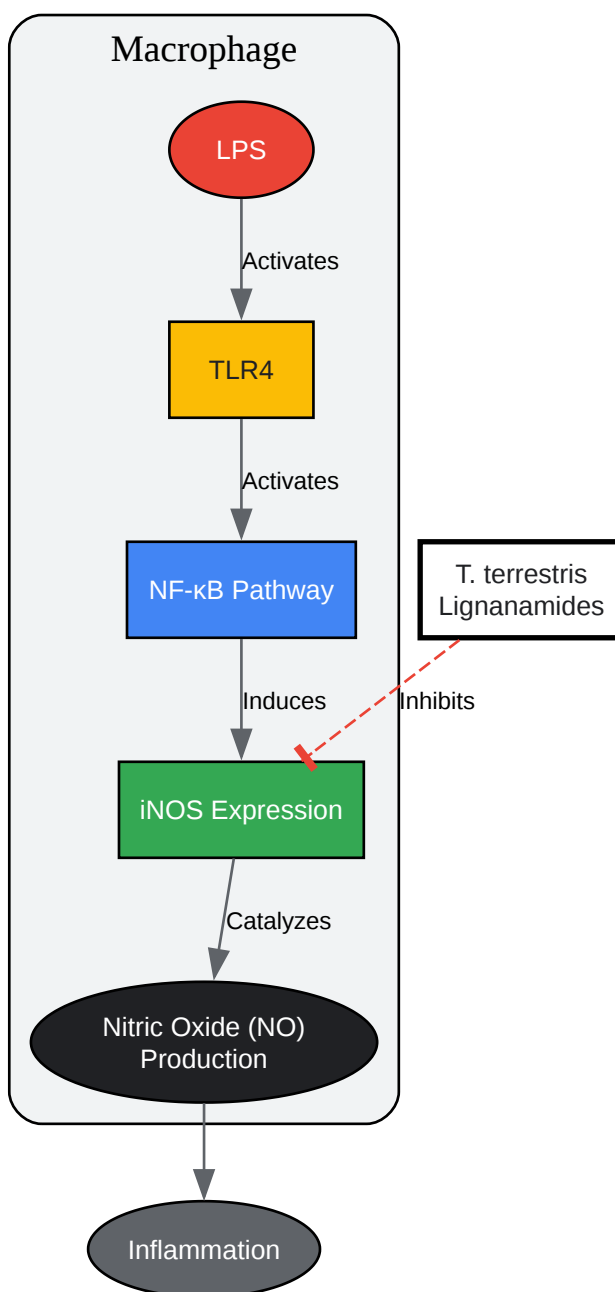 Macrophage
LPS
Activates
TLR4
Activates
NF-κB Pathway
T. terrestris
Lignanamides
Induces
Inhibits
iNOS Expression
Catalyzes
Nitric Oxide (NO)
Production
Inflammation